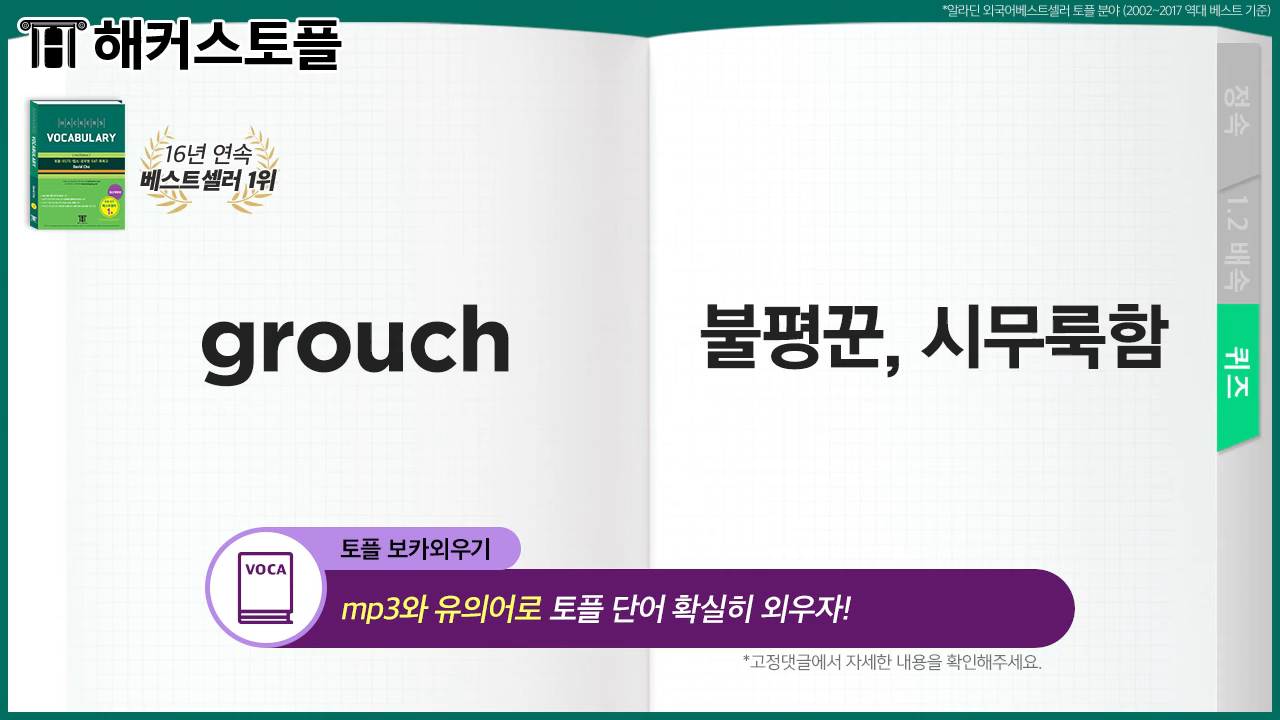 *알라딘 외국어베스트셀러 토플 분야 (2002~2017 역대 베스트 기준)
해커스토플
HACKERS
VOCABULARY
David Cho
16년 연속
베스트셀러 1위
정속
1.2 배속
퀴즈
grouch
불평꾼, 시무룩함
토플 보카외우기
VOCA
mp3와 유의어로 토플 단어 확실히 외우자!
*고정댓글에서 자세한 내용을 확인해주세요.